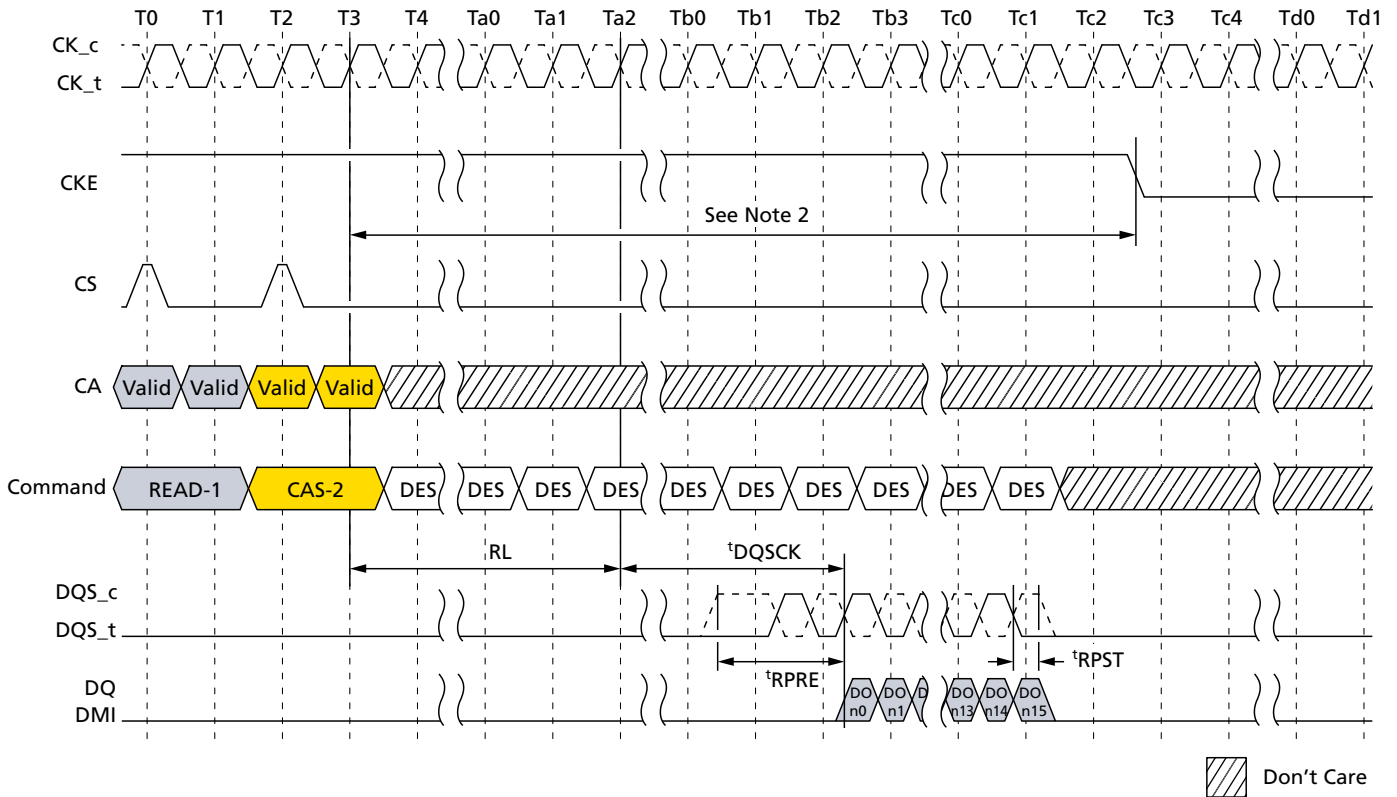 T0 T1 T2 T3 T4 Ta0 Ta1 Ta2 Tb0 Tb1 Tb2 Tb3 Tc0 Tc1 Tc2 Tc3 Tc4 Td0 Td1
CK_c
CK_t
CKE
See Note 2
CS
CA Valid Valid Valid Valid
Command READ-1 CAS-2 DES DES DES DES DES DES DES DES DES DES
RL tDQSCK
DQS_c
DQS_t
tRPRE tRPST
DQ DO DO D DO DO DO
DMI n0 n1 n13 n14 n15
Don't Care